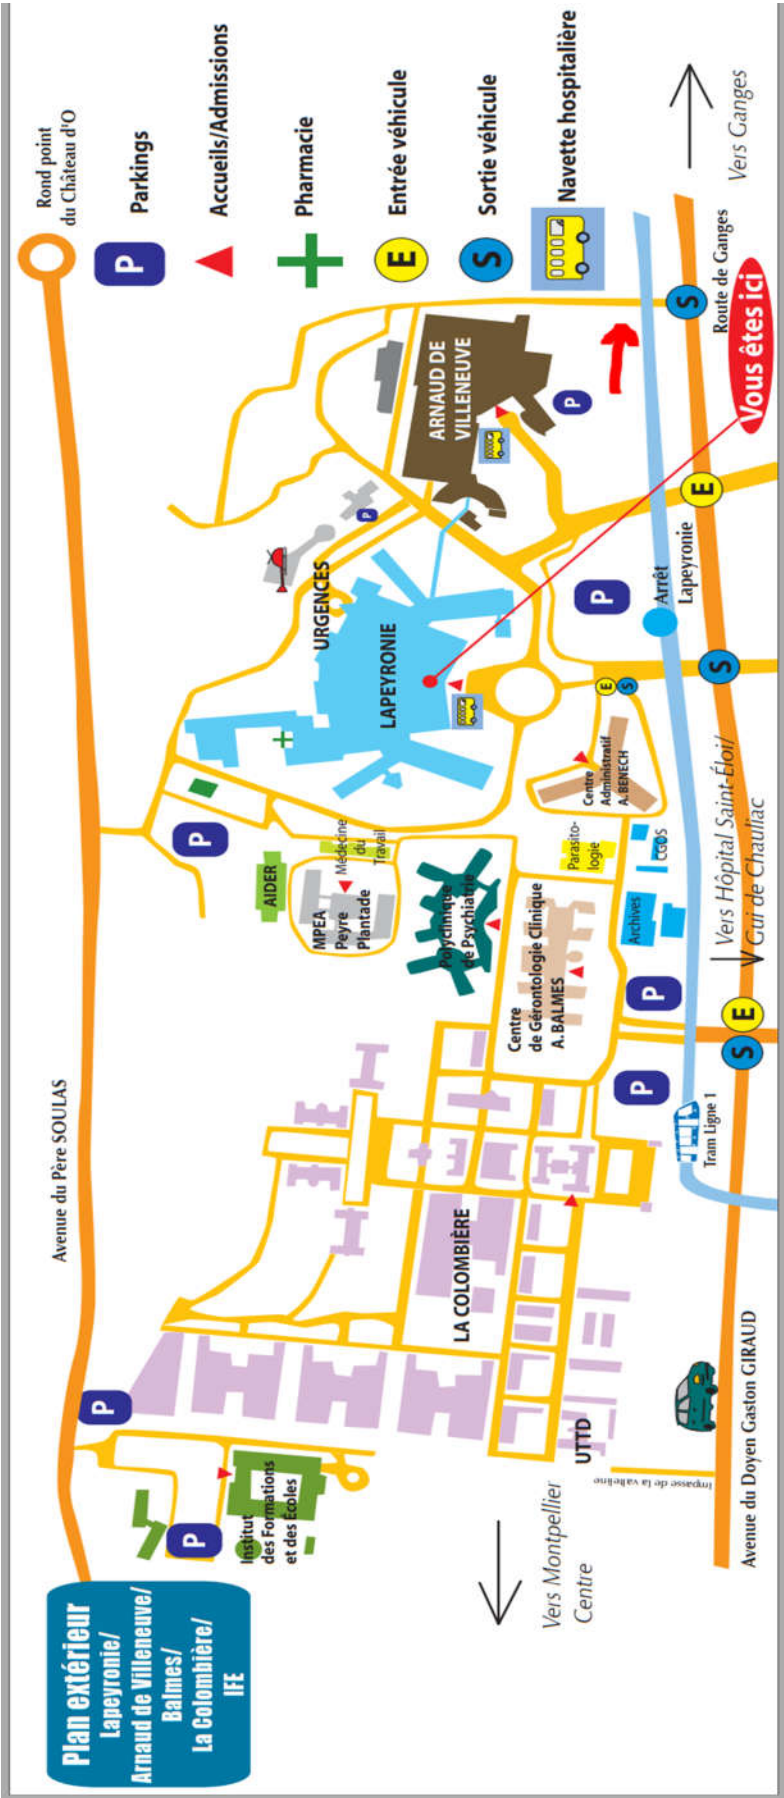 Plan extérieur
Lapeyronie/
Arnaud de Villeneuve/
Balmes/
La Colombière/
IFE
Avenue du Père SOULAS
Rond point
du Château d'O
P
Parkings
Accueils/Admissions
Pharmacie
E
Entrée véhicule
S
Sortie véhicule
Navette hospitalière
P
P
P
Institut
des Formations
et des Écoles
AIDER
MPEA
Peyre
Plantade
Médecine
du
Travail
URGENCES
P
LAPEYRONIE
ARNAUD DE
VILLENEUVE
P
Polyclinique
de Psychiatrie
Centre
de Gérontologie Clinique
A. BALMES
Parasito-
logie
Centre
Administratif
A. BENECH
E
S
P
LA COLOMBIÈRE
UTTD
Archives
CGOS
P
P
Arrêt
Lapeyronie
Tram Ligne 1
Impasse de la valteline
Vers Montpellier
Centre
Avenue du Doyen Gaston GIRAUD
S
E
Vers Hôpital Saint-Éloi/
Gui de Chauliac
S
E
S
Route de Ganges
Vers Ganges
Vous êtes ici